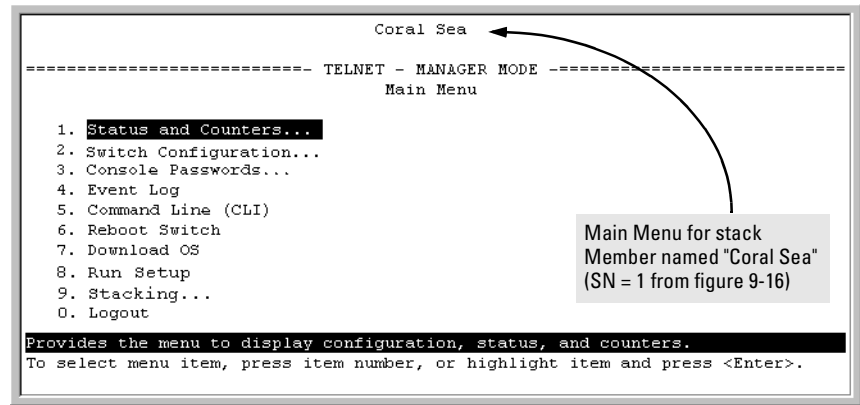 Coral Sea
===========================- TELNET - MANAGER MODE -============================
Main Menu
1. Status and Counters...
2. Switch Configuration...
3. Console Passwords...
4. Event Log
5. Command Line (CLI)
6. Reboot Switch
7. Download OS
8. Run Setup
9. Stacking...
0. Logout
Main Menu for stack
Member named "Coral Sea"
(SN = 1 from figure 9-16)
Provides the menu to display configuration, status, and counters.
To select menu item, press item number, or highlight item and press <Enter>.